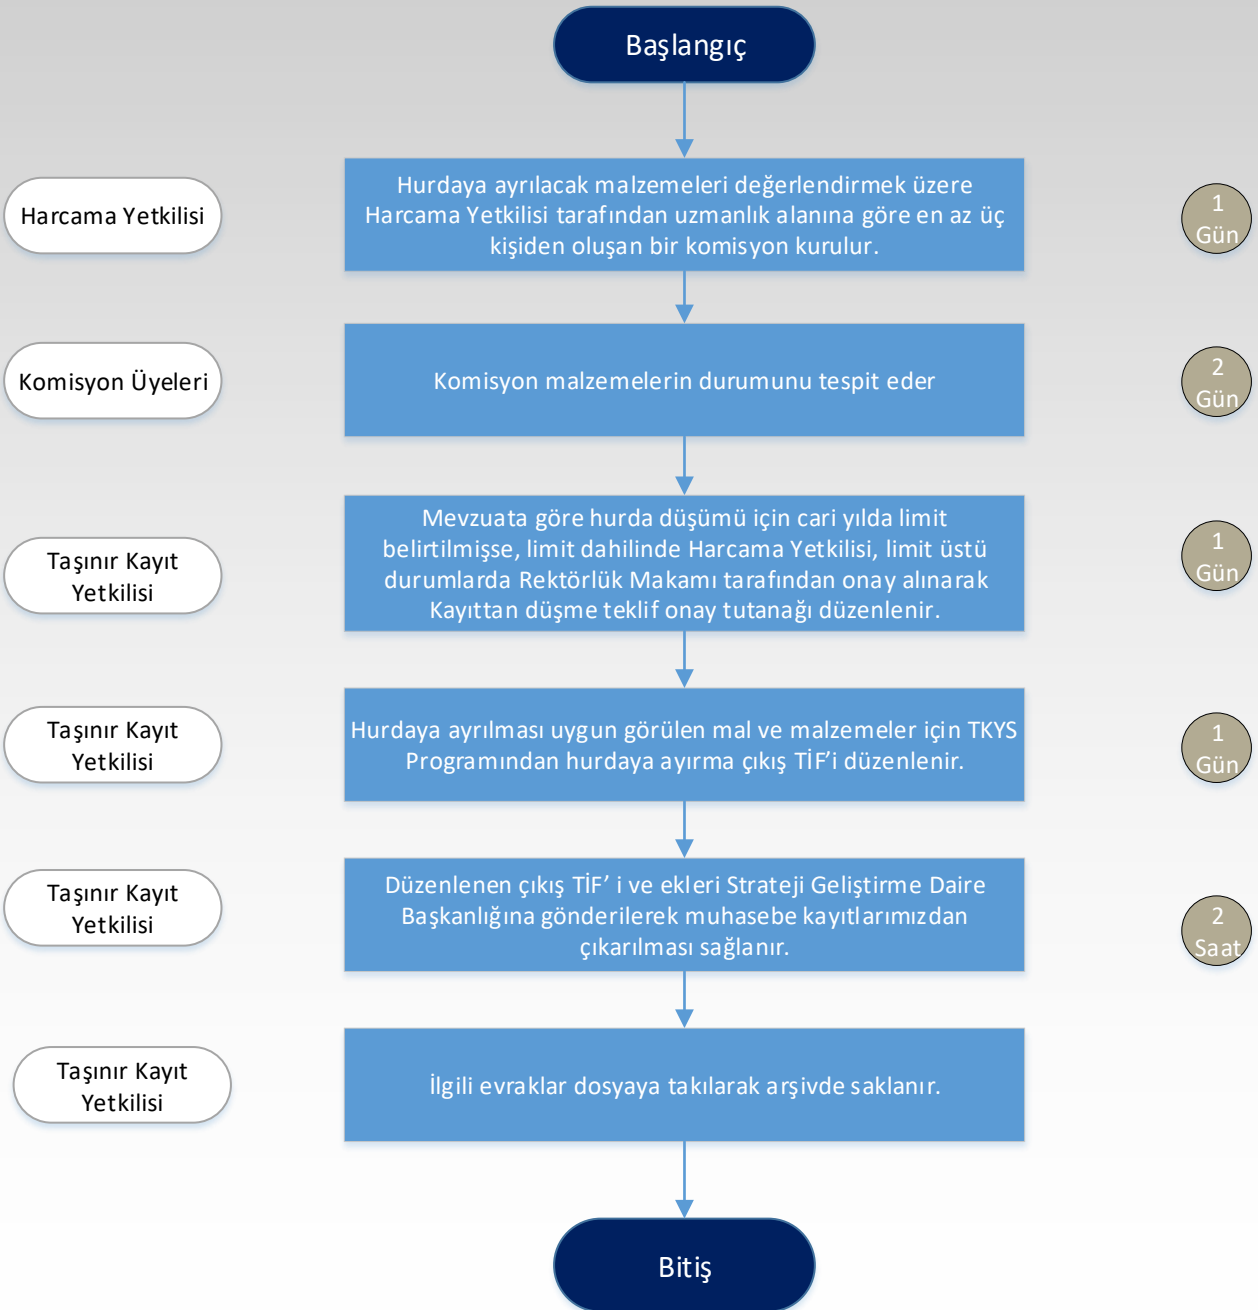 Başlangıç
Harcama Yetkilisi
Hurdaya ayrılacak malzemeleri değerlendirmek üzere
Harcama Yetkilisi tarafından uzmanlık alanına göre en az üç
kişiden oluşan bir komisyon kurulur.
1
Gün
Komisyon Üyeleri
Komisyon malzemelerin durumunu tespit eder
2
Gün
Taşınır Kayıt
Yetkilisi
Mevzuata göre hurda düşümü için cari yılda limit
belirtilmişse, limit dahilinde Harcama Yetkilisi, limit üstü
durumlarda Rektörlük Makamı tarafından onay alınarak
Kayıttan düşme teklif onay tutanağı düzenlenir.
1
Gün
Taşınır Kayıt
Yetkilisi
Hurdaya ayrılması uygun görülen mal ve malzemeler için TKYS
Programından hurdaya ayırma çıkış TİF’i düzenlenir.
1
Gün
Taşınır Kayıt
Yetkilisi
Düzenlenen çıkış TİF’ i ve ekleri Strateji Geliştirme Daire
Başkanlığına gönderilerek muhasebe kayıtlarımızdan
çıkarılması sağlanır.
2
Saat
Taşınır Kayıt
Yetkilisi
İlgili evraklar dosyaya takılarak arşivde saklanır.
Bitiş